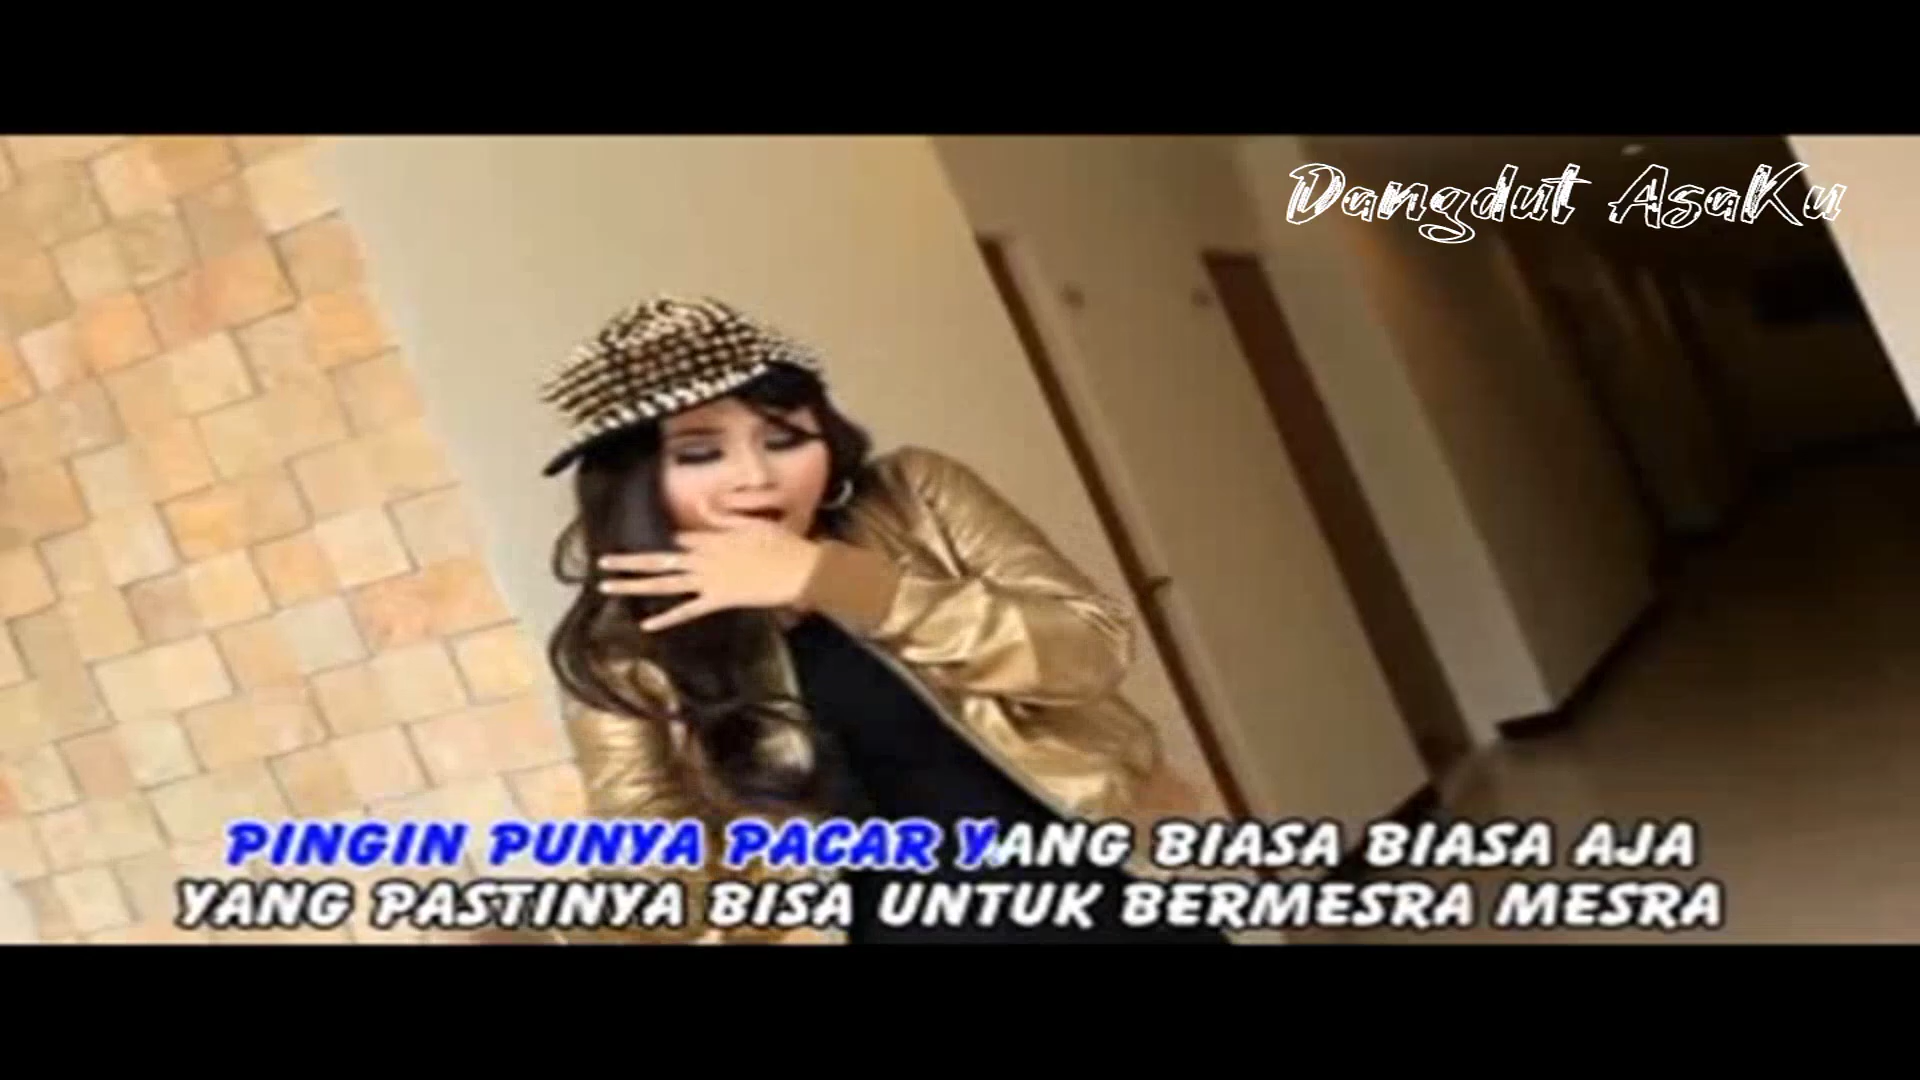 Dangdut AsaKu
PINGIN PUNYA PACAR YANG BIASA BIASA AJA
YANG PASTINYA BISA UNTUK BERMESRA MESRA